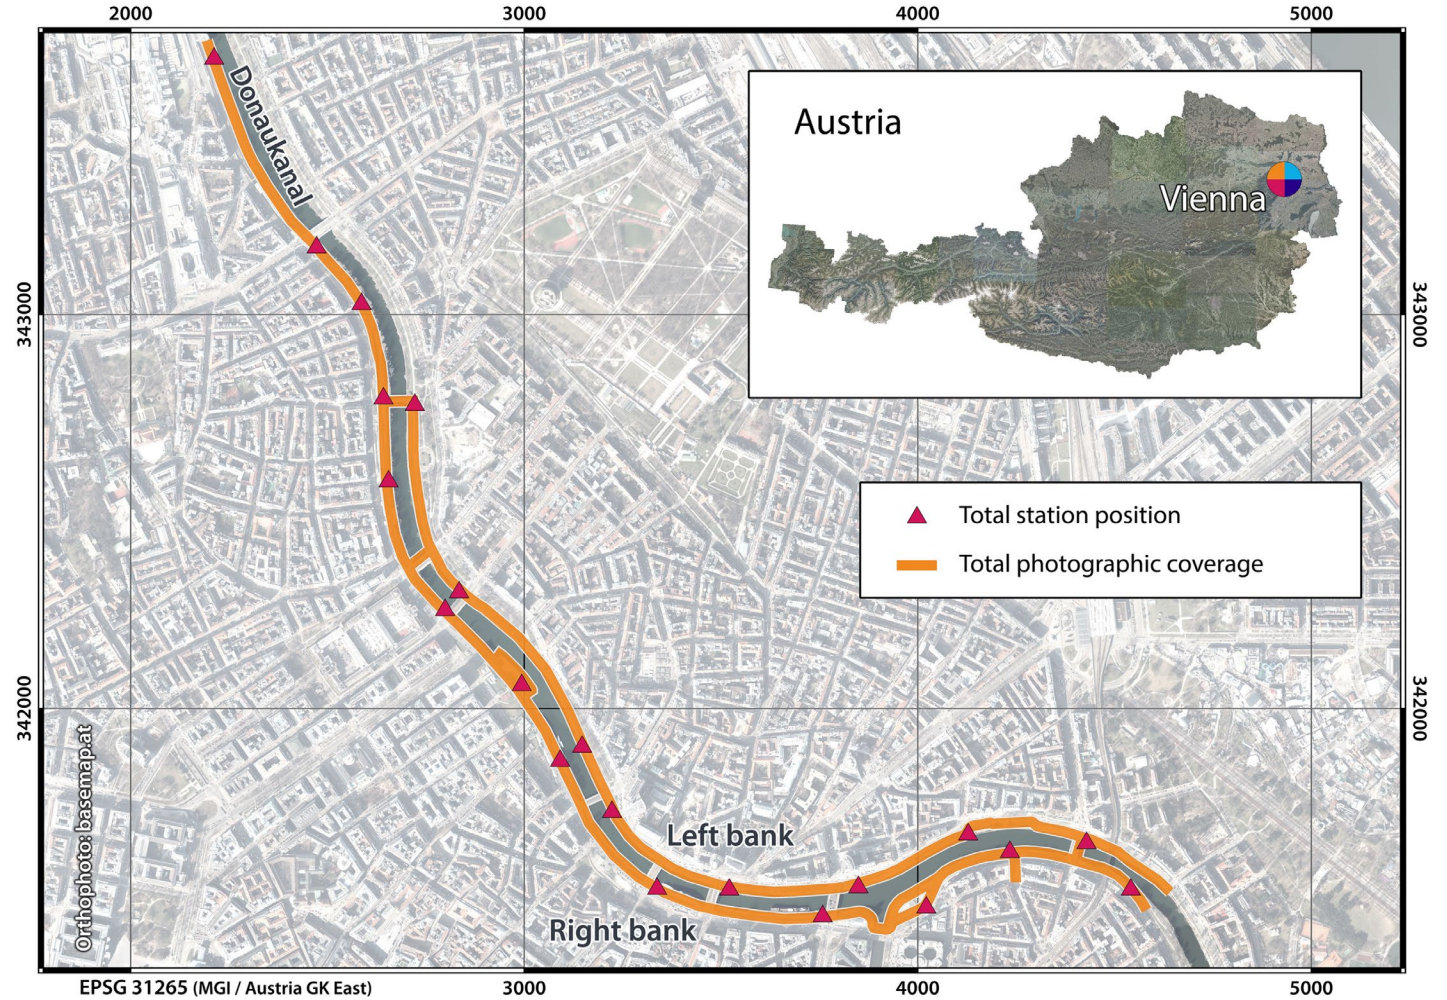 2000 3000 4000 5000
Donaukanal
Austria
Vienna
343000
343000
Total station position
Total photographic coverage
342000
342000
Left bank
Right bank
Orthophoto: basemap.at
EPSG 31265 (MGI / Austria GK East) 3000 4000 5000